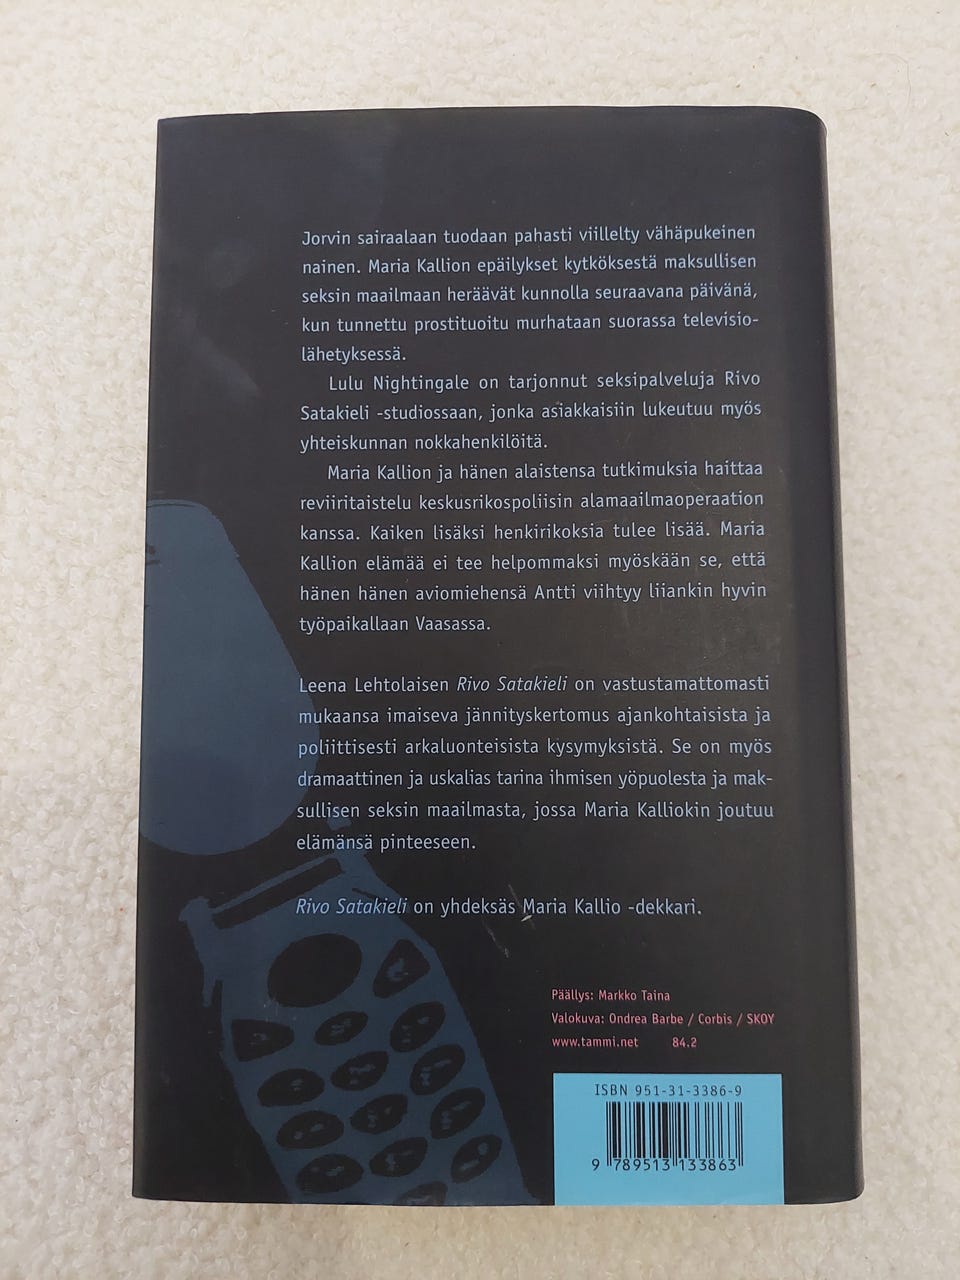 Jorvin sairaalaan tuodaan pahasti viillelty vähäpukeinen
nainen. Maria Kallion epäilykset kytköksestä maksullisen
seksin maailmaan heräävät kunnolla seuraavana päivänä,
kun tunnettu prostituoitu murhataan suorassa televisio-
lähetyksessä.
Lulu Nightingale on tarjonnut seksipalveluja Rivo
Satakieli -studiossaan, jonka asiakkaisiin lukeutuu myös
yhteiskunnan nokkahenkilöitä.
Maria Kallion ja hänen alaistensa tutkimuksia haittaa
reviiritaistelu keskusrikospoliisin alamaailmaoperaation
kanssa. Kaiken lisäksi henkirikoksia tulee lisää. Maria
Kallion elämää ei tee helpommaksi myöskään se, että
hänen hänen aviomiehensä Antti viihtyy liiankin hyvin
työpaikallaan Vaasassa.
Leena Lehtolaisen Rivo Satakieli on vastustamattomasti
mukaansa imaiseva jännityskertomus ajankohtaisista ja
poliittisesti arkaluonteisista kysymyksistä. Se on myös
dramaattinen ja uskalias tarina ihmisen yöpuolesta ja mak-
sullisen seksin maailmasta, jossa Maria Kalliokin joutuu
elämänsä pinteeseen.
Rivo Satakieli on yhdeksäs Maria Kallio -dekkari.
Päällys: Markko Taina
Valokuva: Ondrea Barbe / Corbis / SKOY
www.tammi.net 84.2
ISBN 951-31-3386-9
9 789513 133863